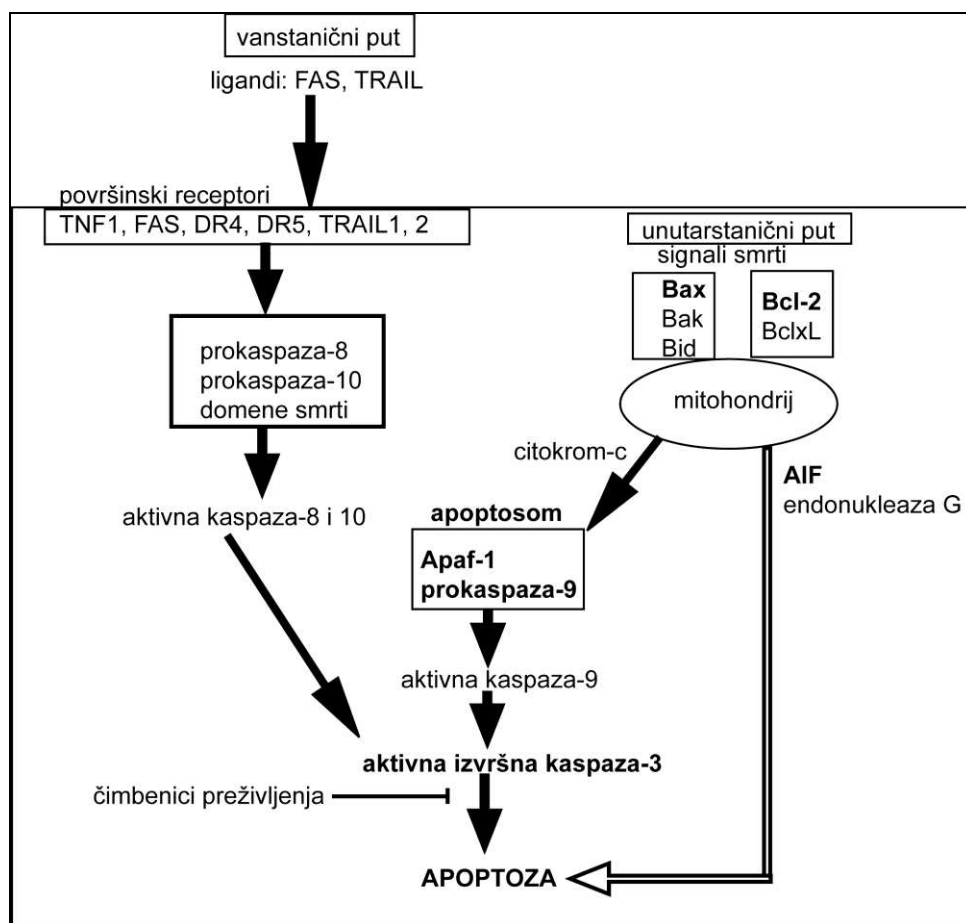 vanstanični put
ligandi: FAS, TRAIL
površinski receptori
TNF1, FAS, DR4, DR5, TRAIL1, 2
prokaspaza-8
prokaspaza-10
domene smrti
aktivna kaspaza-8 i 10
unutarstanični put
signali smrti
Bax
Bak
Bid
Bcl-2
BclxL
mitohondrij
citokrom-c
AIF
endonukleaza G
apoptosom
Apaf-1
prokaspaza-9
aktivna kaspaza-9
aktivna izvršna kaspaza-3
čimbenici preživljenja
APOPTOZA